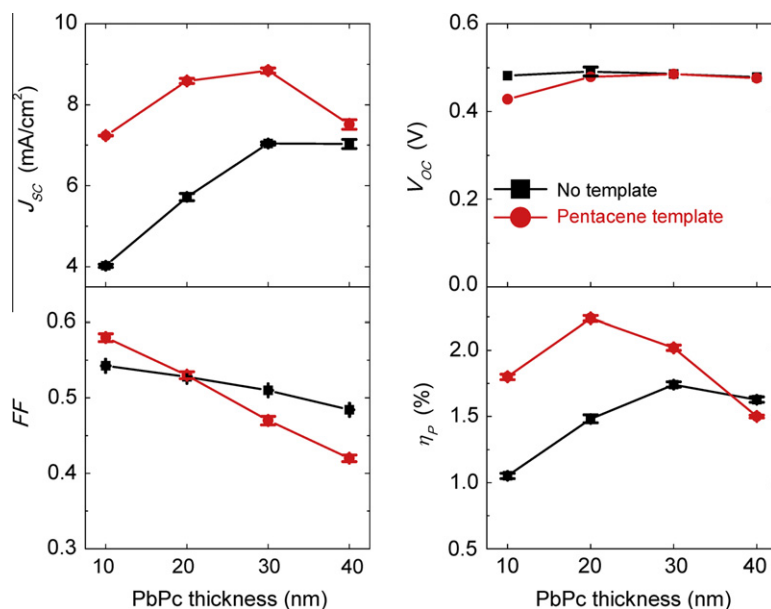 10
8
6
4
J_SC (mA/cm²)
0.6
0.4
0.2
0.0
V_OC (V)
No template
Pentacene template
0.6
0.5
0.4
0.3
FF
10 20 30 40
PbPc thickness (nm)
2.0
1.5
1.0
0.5
η_P (%)
10 20 30 40
PbPc thickness (nm)